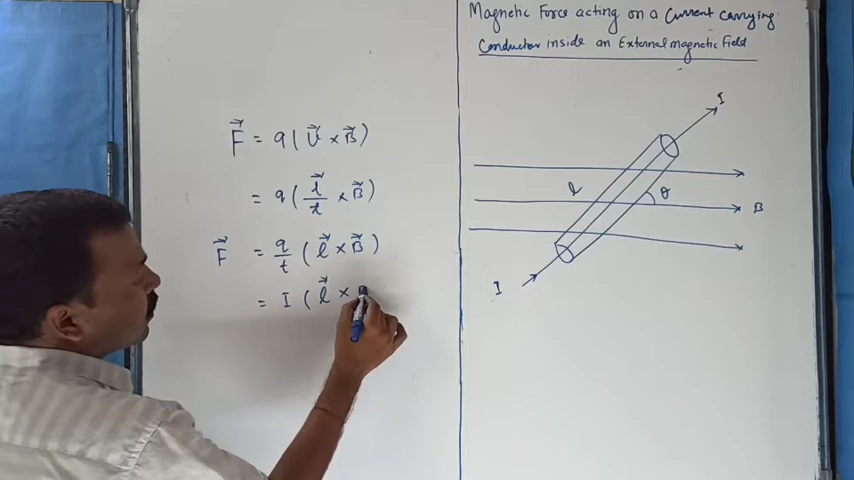 Magnetic Force acting on a Current carrying
Conductor inside an External magnetic Field
F⃗ = q ( V⃗ × B⃗ )
= q ( l⃗/t × B⃗ )
F⃗ = q/t ( l⃗ × B⃗ )
= I ( l⃗ ×
I
l
θ
B
I